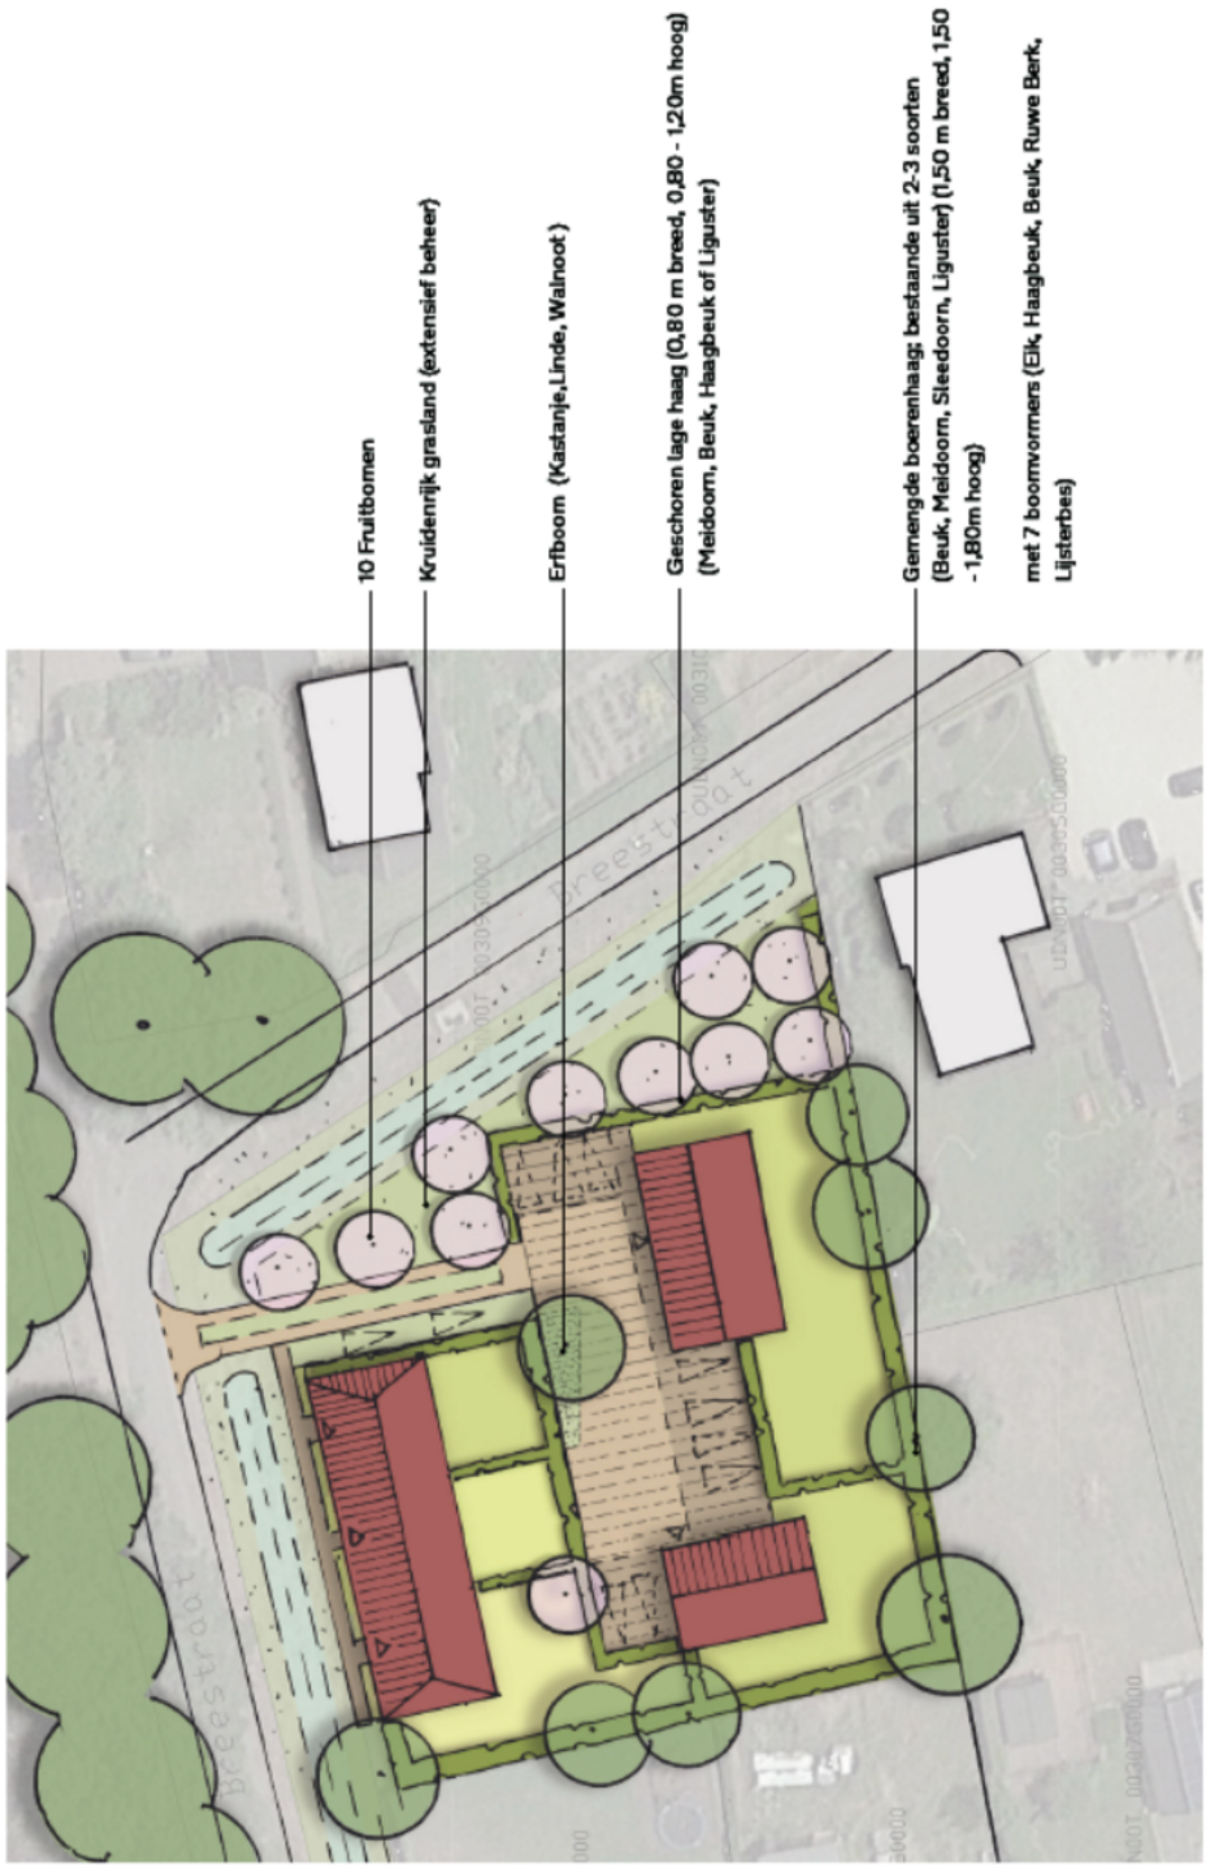 10 Fruitbomen
Kruidenrijk grasland (extensief beheer)
Erfboom (Kastanje,Linde, Walnoot )
Geschoren lage haag (0,80 m breed, 0,80 - 1,20m hoog)
(Meidoorn, Beuk, Haagbeuk of Liguster)
Gemengde boerenhaag; bestaande uit 2-3 soorten
(Beuk, Meidoorn, Sleedoorn, Liguster) (1,50 m breed, 1,50
- 1,80m hoog)
met 7 boomvormers (Eik, Haagbeuk, Beuk, Ruwe Berk,
Lijsterbes)
Breestraat
Breestraat